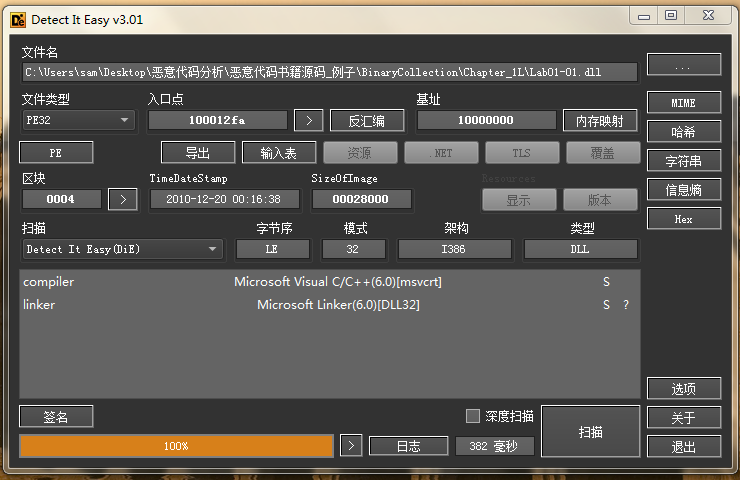 Detect It Easy v3.01
文件名
C:\Users\sam\Desktop\恶意代码分析\恶意代码书籍源码_例子\BinaryCollection\Chapter_1L\Lab01-01.dll
...
文件类型 入口点 基址
PE32 100012fa > 反汇编 10000000 内存映射 MIME
PE 导出 输入表 资源 .NET TLS 覆盖 哈希
区块 TimeDateStamp SizeOfImage Resources 字符串
0004 > 2010-12-20 00:16:38 00028000 显示 版本 信息熵
扫描 字节序 模式 架构 类型 Hex
Detect It Easy(DiE) LE 32 I386 DLL
compiler Microsoft Visual C/C++(6.0)[msvcrt] S
linker Microsoft Linker(6.0)[DLL32] S ?
选项
签名 深度扫描 扫描 关于
100% > 日志 382 毫秒 退出